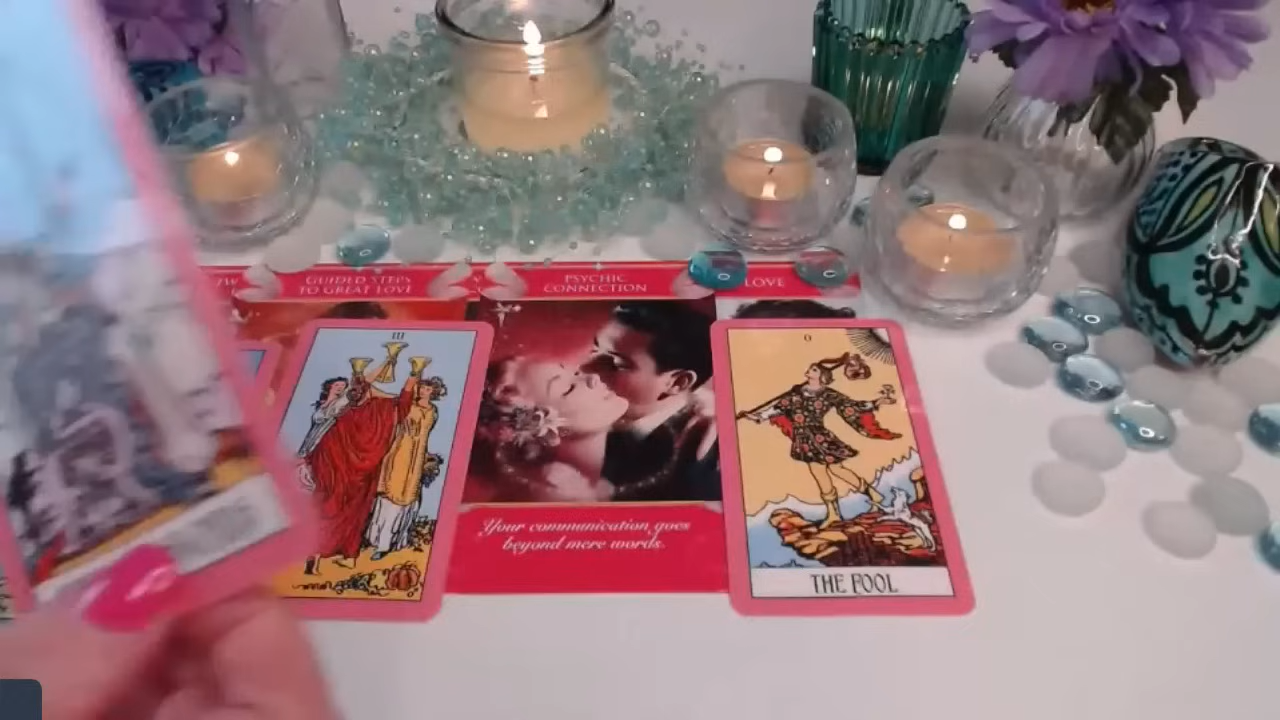 GUIDED STEPS
TO GREAT LOVE
PSYCHIC
CONNECTION
LOVE
III
0
Your communication goes
beyond mere words.
THE FOOL